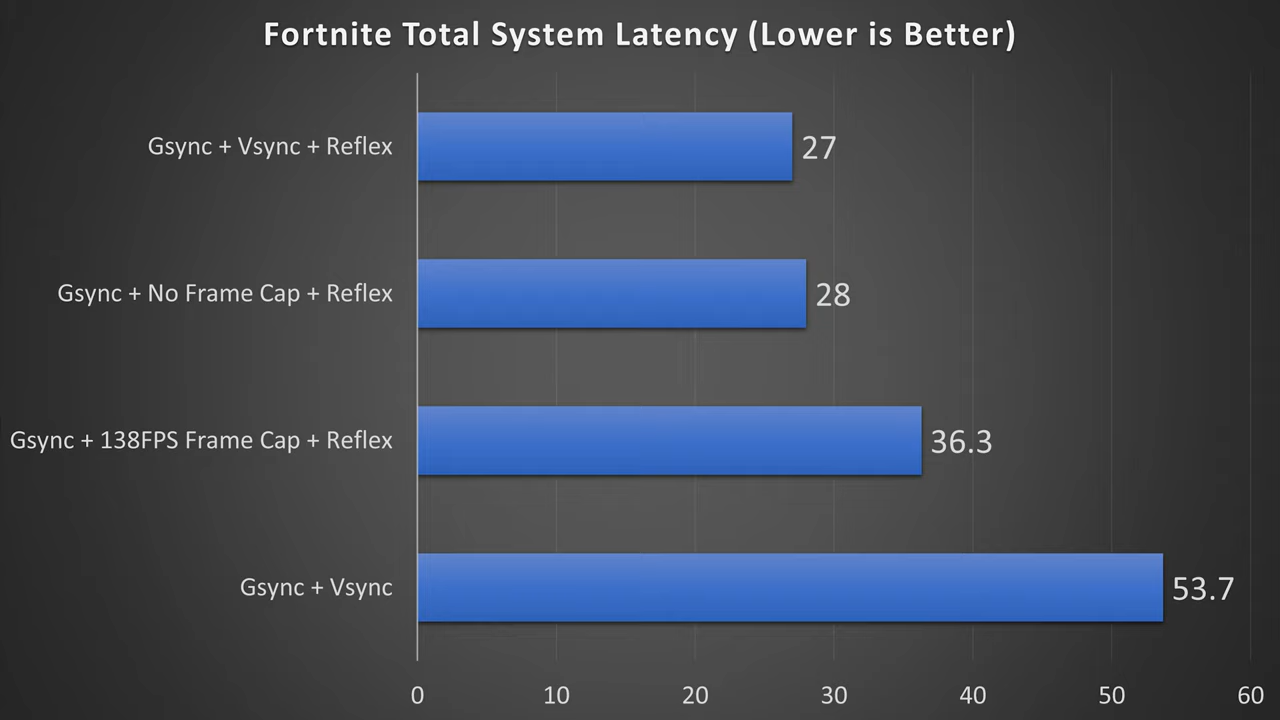 Fortnite Total System Latency (Lower is Better)
Gsync + Vsync + Reflex
27
Gsync + No Frame Cap + Reflex
28
Gsync + 138FPS Frame Cap + Reflex
36.3
Gsync + Vsync
53.7
0 10 20 30 40 50 60